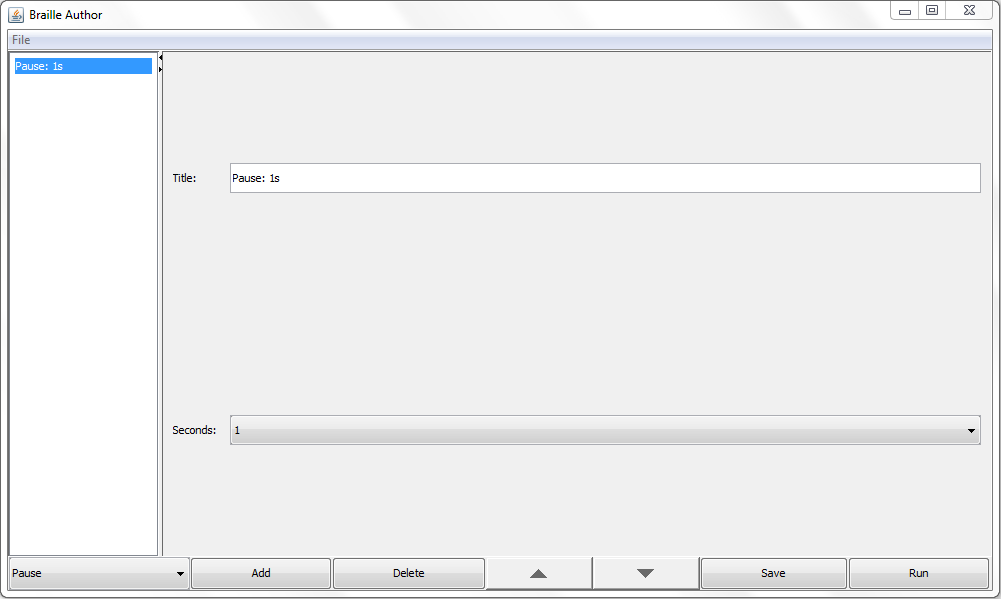 Braille Author
File
Pause: 1s
Title:
Pause: 1s
Seconds:
1
Pause
Add
Delete
Save
Run